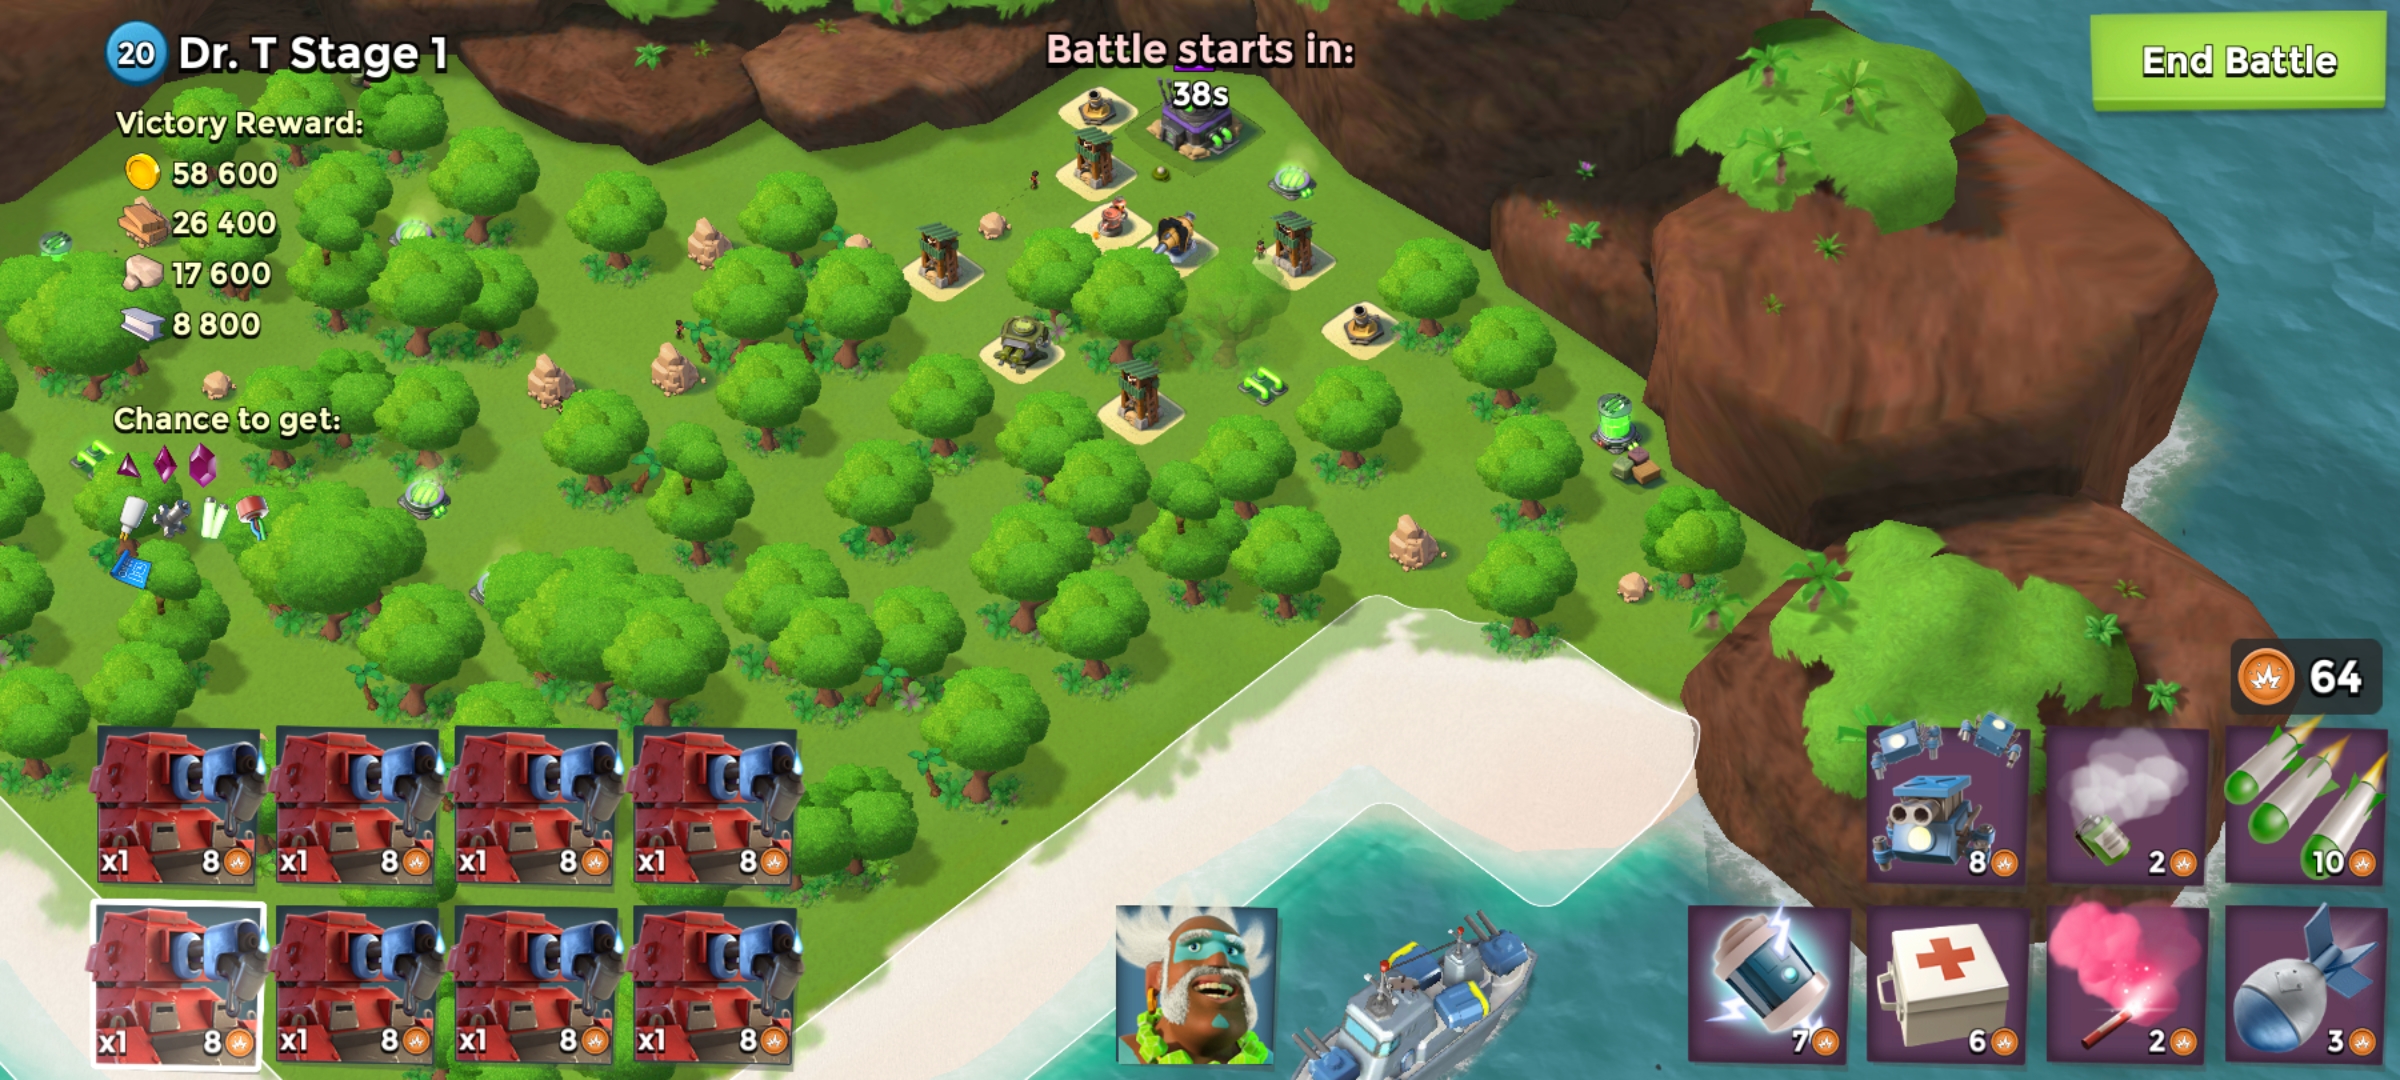 20 Dr. T Stage 1
Battle starts in:
38s
End Battle
Victory Reward:
58 600
26 400
17 600
8 800
Chance to get:
64
x1 8
x1 8
x1 8
x1 8
8
2
10
x1 8
x1 8
x1 8
x1 8
7
6
2
3